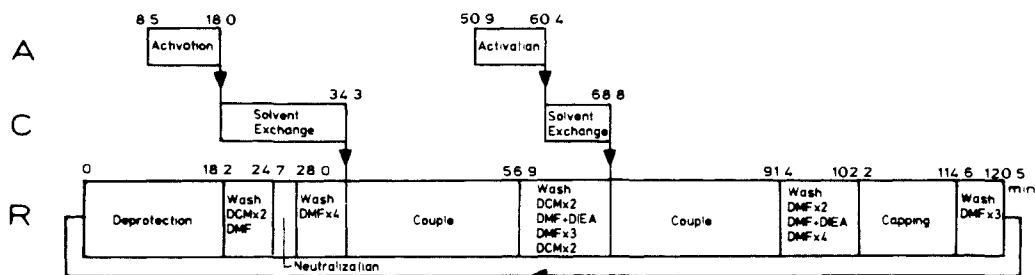 8.5 18.0 50.9 60.4
A Activation Activation
34.3 68.8
C Solvent Exchange Solvent Exchange
0 18.2 24.7 28.0 56.9 91.4 102.2 114.6 120.5
min
R
Deprotection
Wash
DCMx2
DMF
Wash
DMFx4
Couple
Wash
DCMx2
DMF+DIEA
DMFx3
DCMx2
Couple
Wash
DMFx2
DMF+DIEA
DMFx4
Capping
Wash
DMFx3
Neutralization